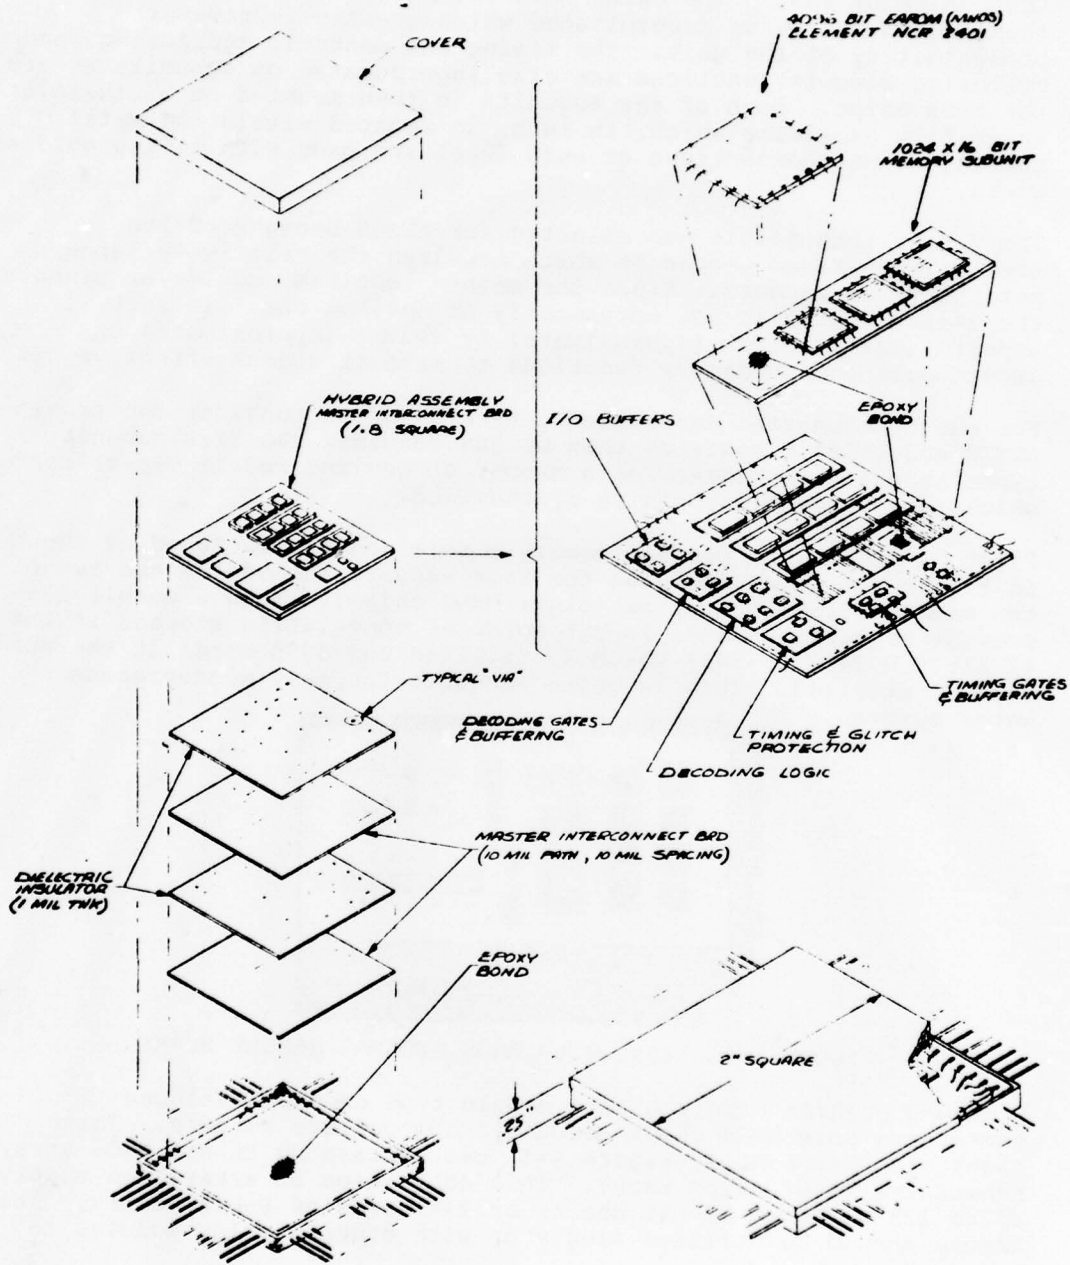 COVER
4096 BIT EAROM (MNOS)
ELEMENT NCR 2401
1024 X 16 BIT
MEMORY SUBUNIT
HYBRID ASSEMBLY
MASTER INTERCONNECT BRD
(1.8 SQUARE)
I/O BUFFERS
EPOXY
BOND
TYPICAL "VIA"
DECODING GATES
& BUFFERING
TIMING & GLITCH
PROTECTION
DECODING LOGIC
TIMING GATES
& BUFFERING
MASTER INTERCONNECT BRD
(10 MIL PATH, 10 MIL SPACING)
DIELECTRIC
INSULATOR
(1 MIL THK)
EPOXY
BOND
2" SQUARE
.25"